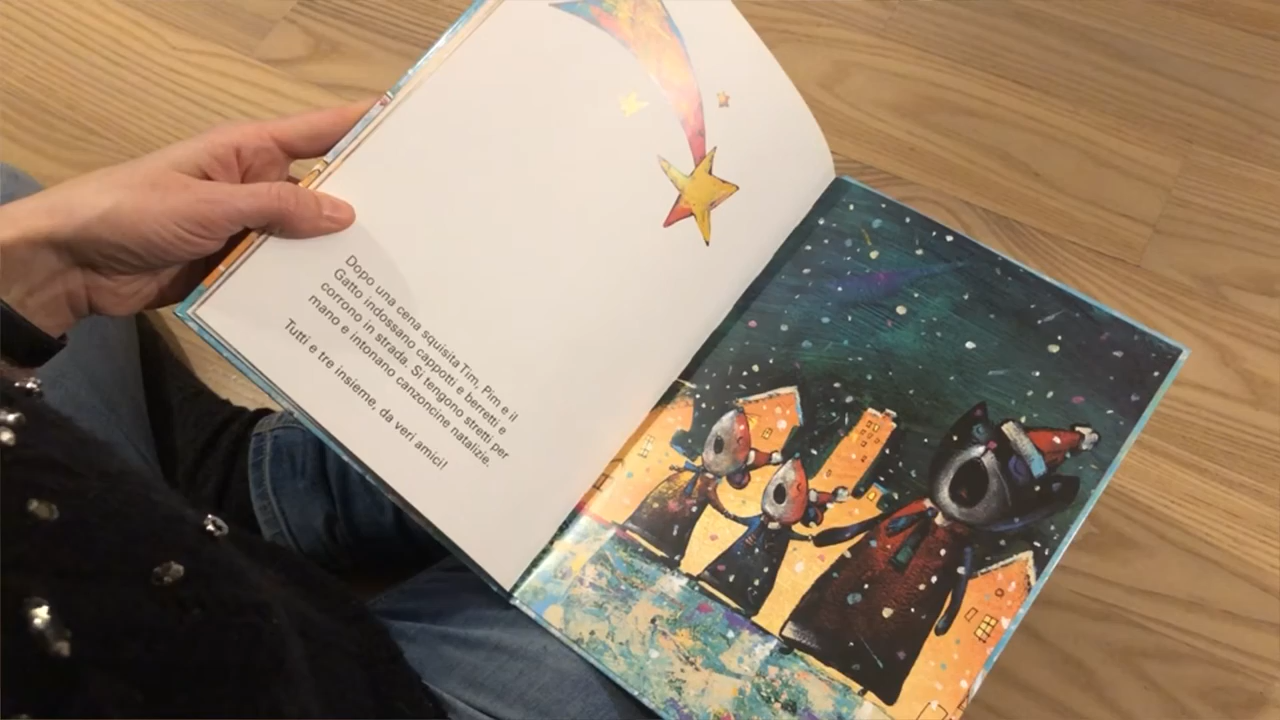 Dopo una cena squisita Tim, Pim e il
Gatto indossano cappotti e berretti e
corrono in strada. Si tengono stretti per
mano e intonano canzoncine natalizie.
Tutti e tre insieme, da veri amici!